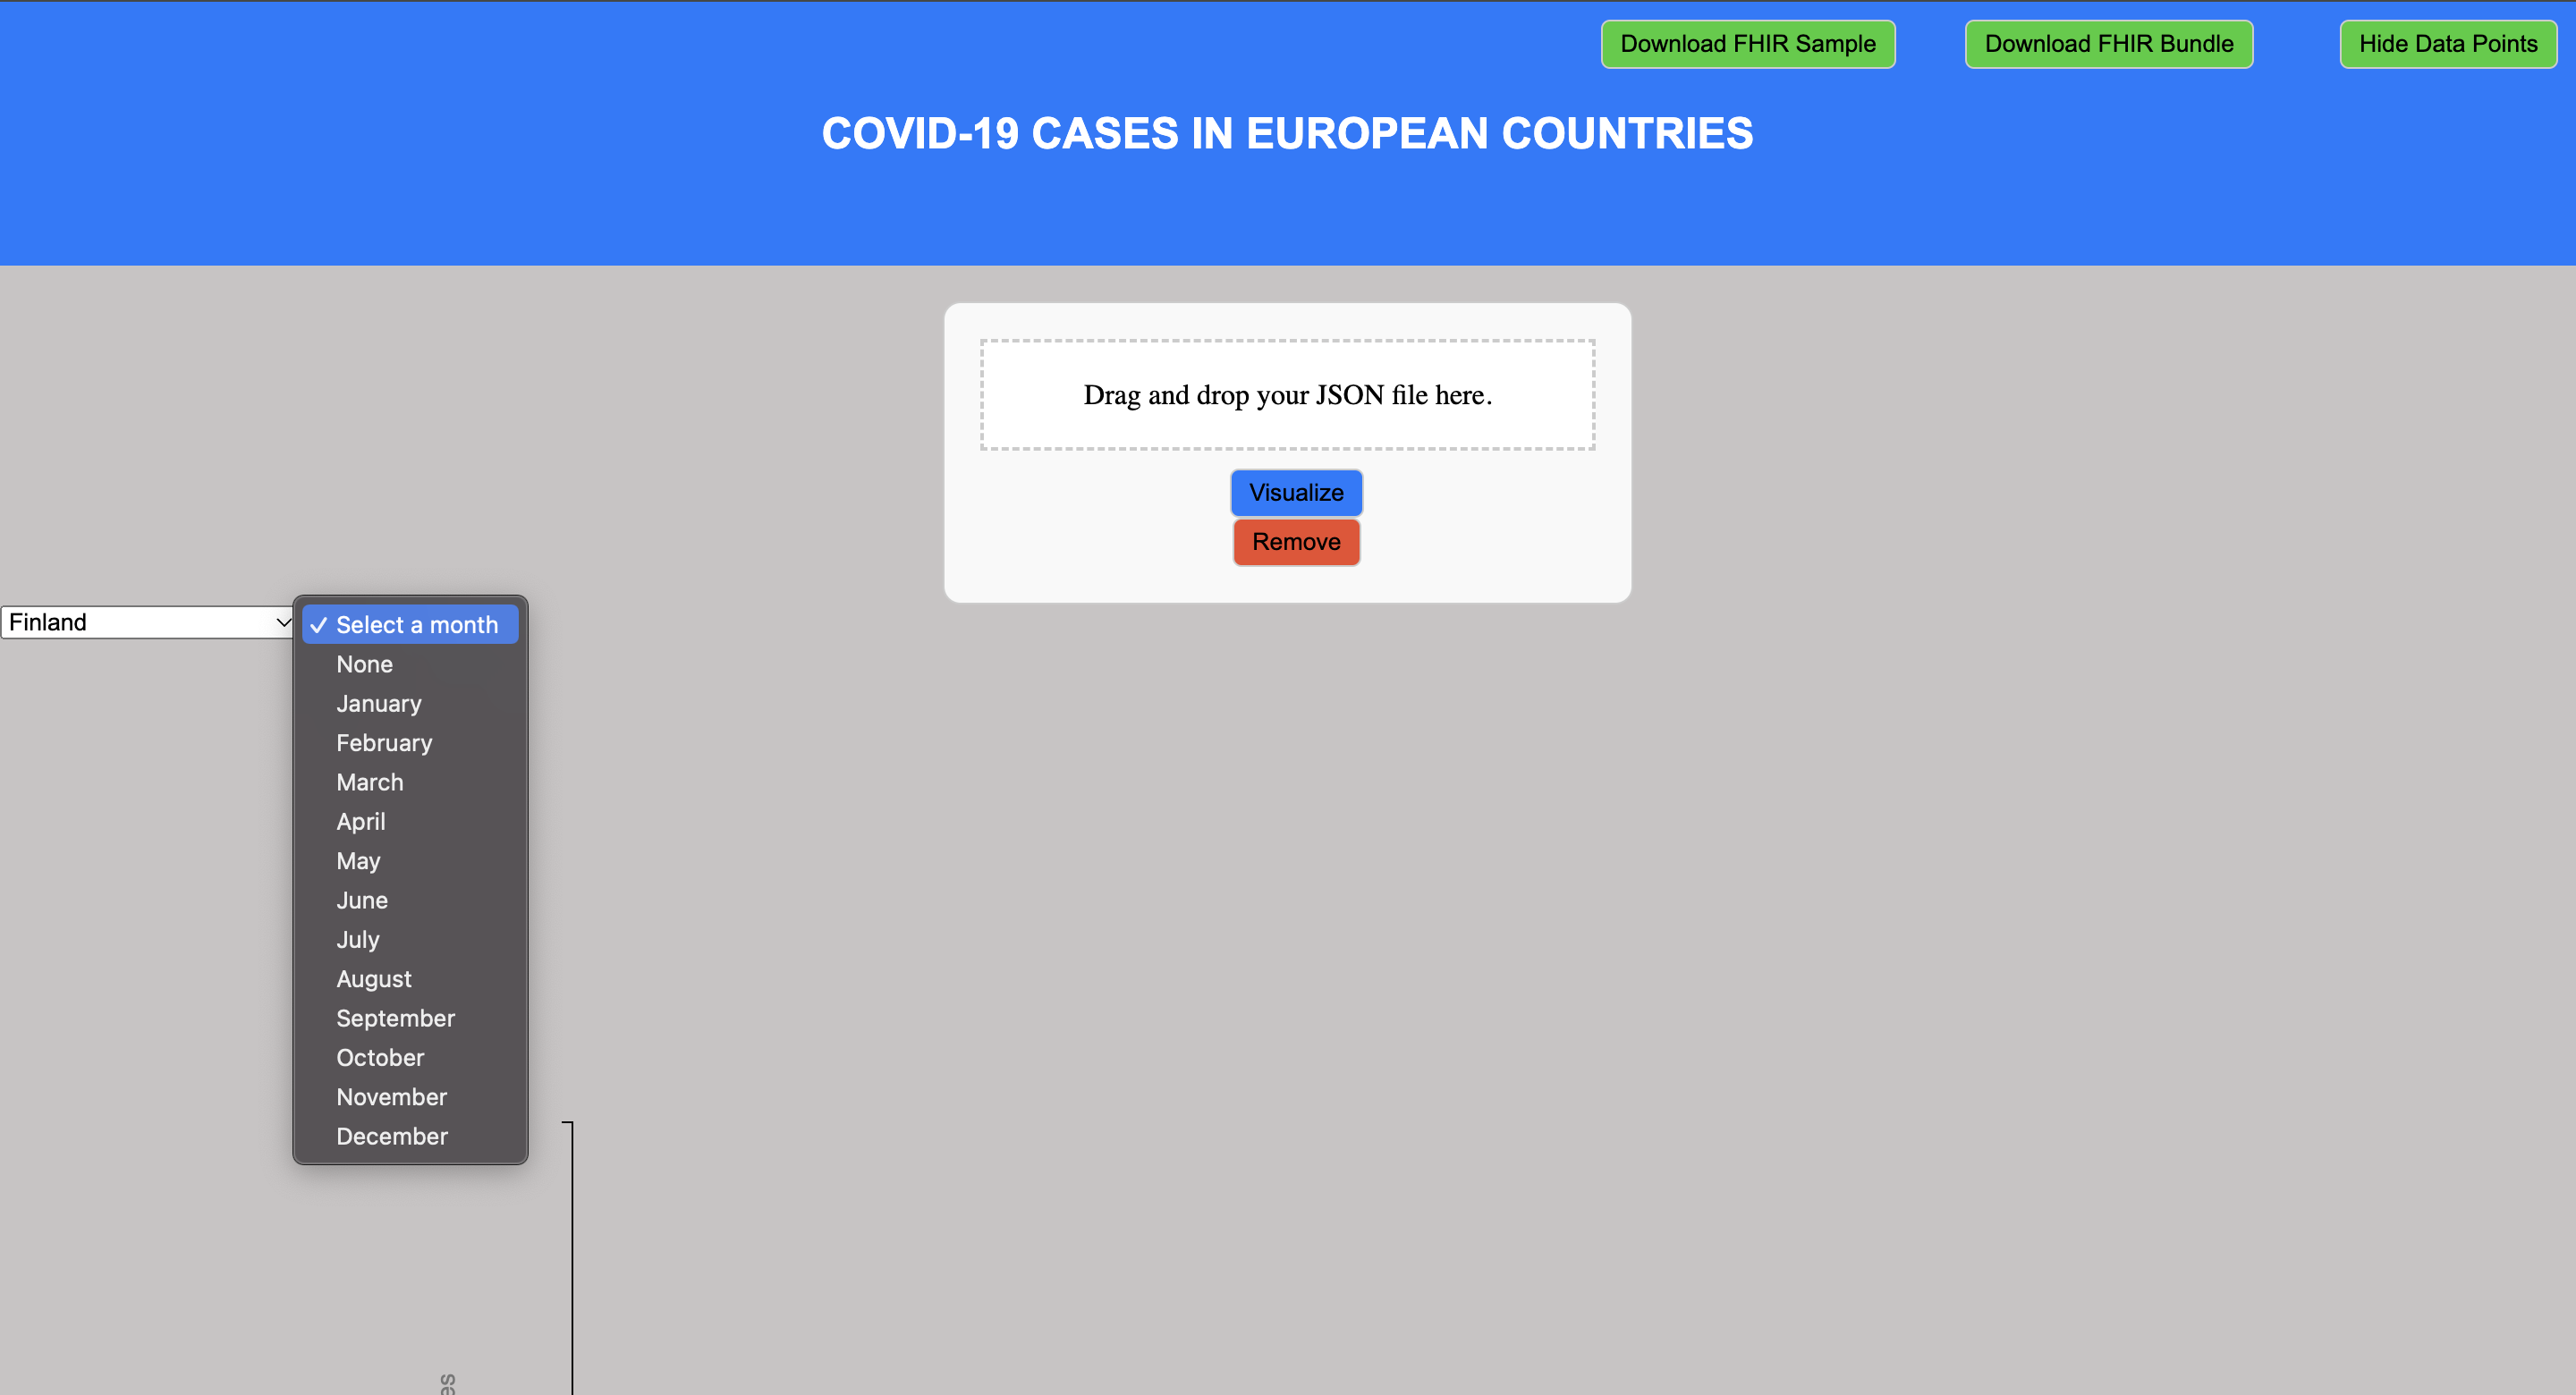 Download FHIR Sample
Download FHIR Bundle
Hide Data Points
COVID-19 CASES IN EUROPEAN COUNTRIES
Drag and drop your JSON file here.
Visualize
Remove
Finland
✓ Select a month
None
January
February
March
April
May
June
July
August
September
October
November
December